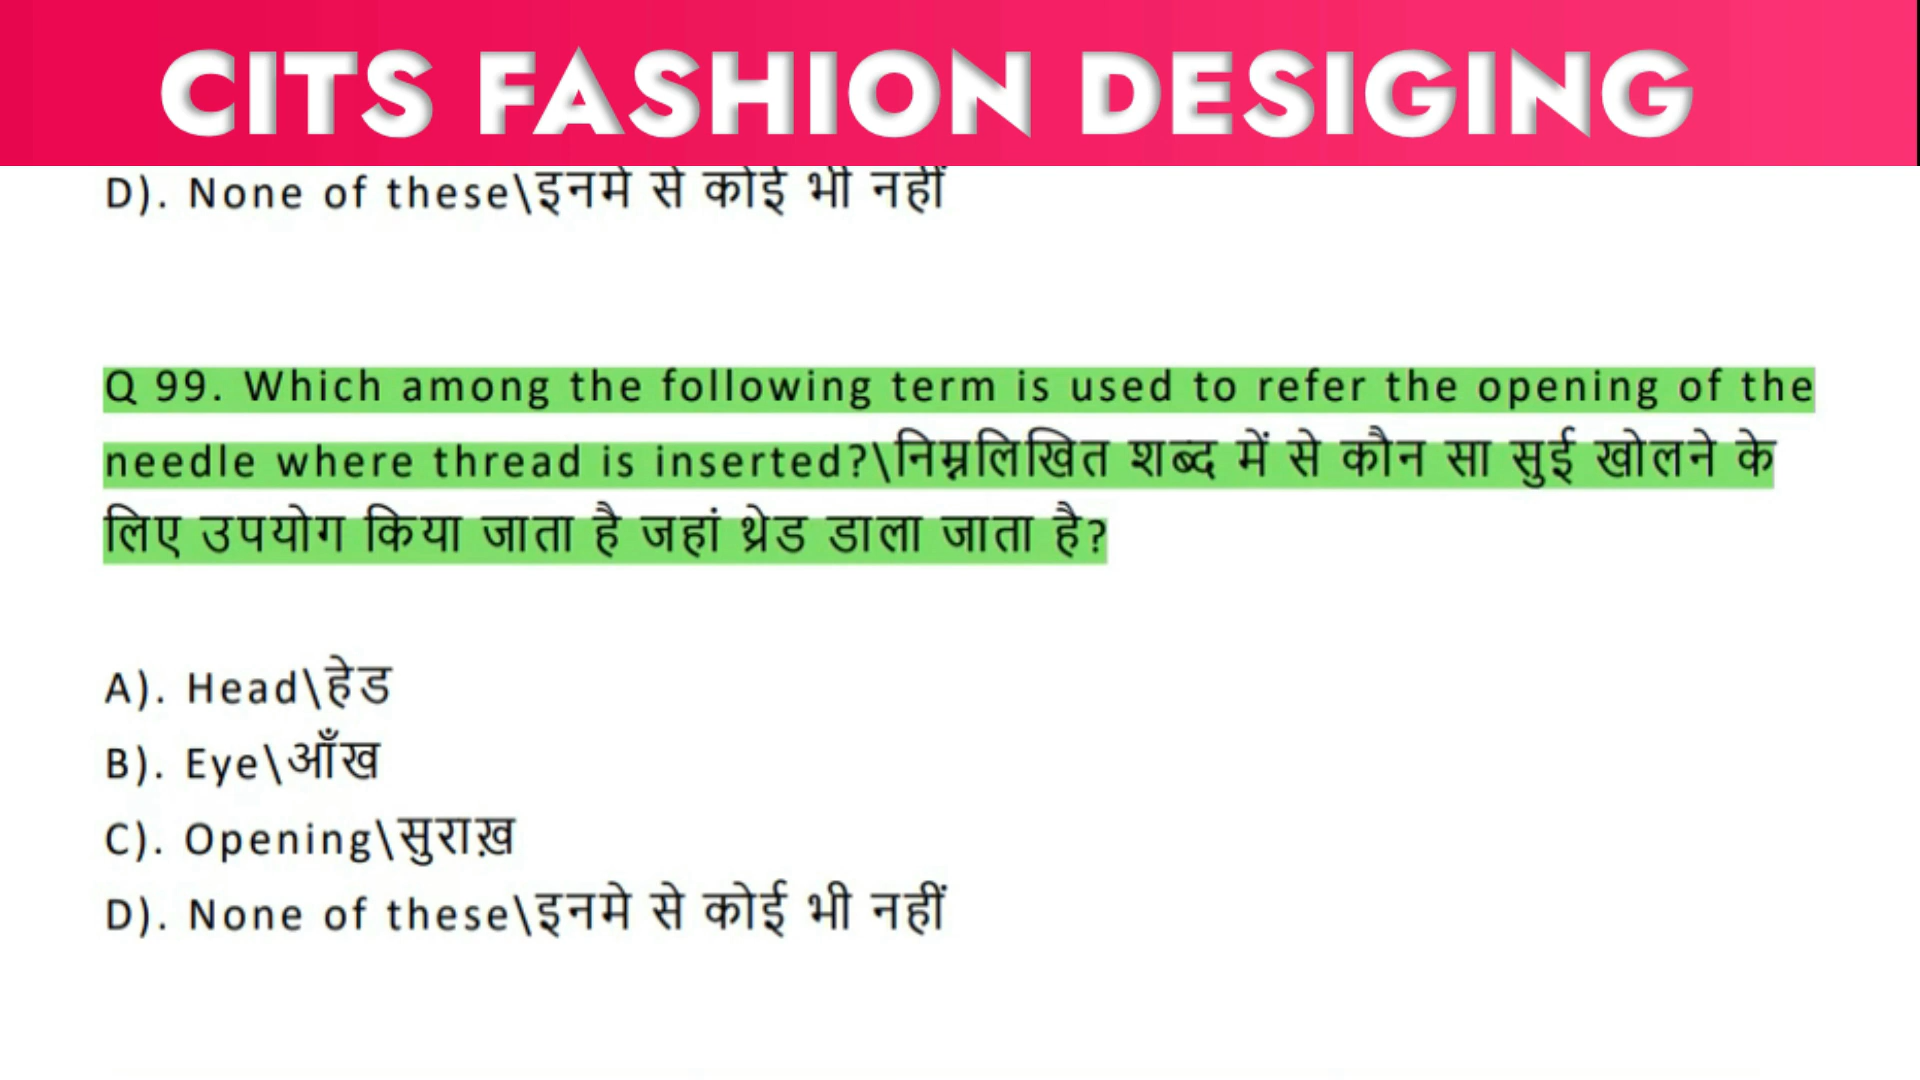 CITS FASHION DESIGING
D). None of these\इनमे से कोई भी नहीं
Q 99. Which among the following term is used to refer the opening of the
needle where thread is inserted?\निम्नलिखित शब्द में से कौन सा सुई खोलने के
लिए उपयोग किया जाता है जहां थ्रेड डाला जाता है?
A). Head\हेड
B). Eye\आँख
C). Opening\सुराख़
D). None of these\इनमे से कोई भी नहीं